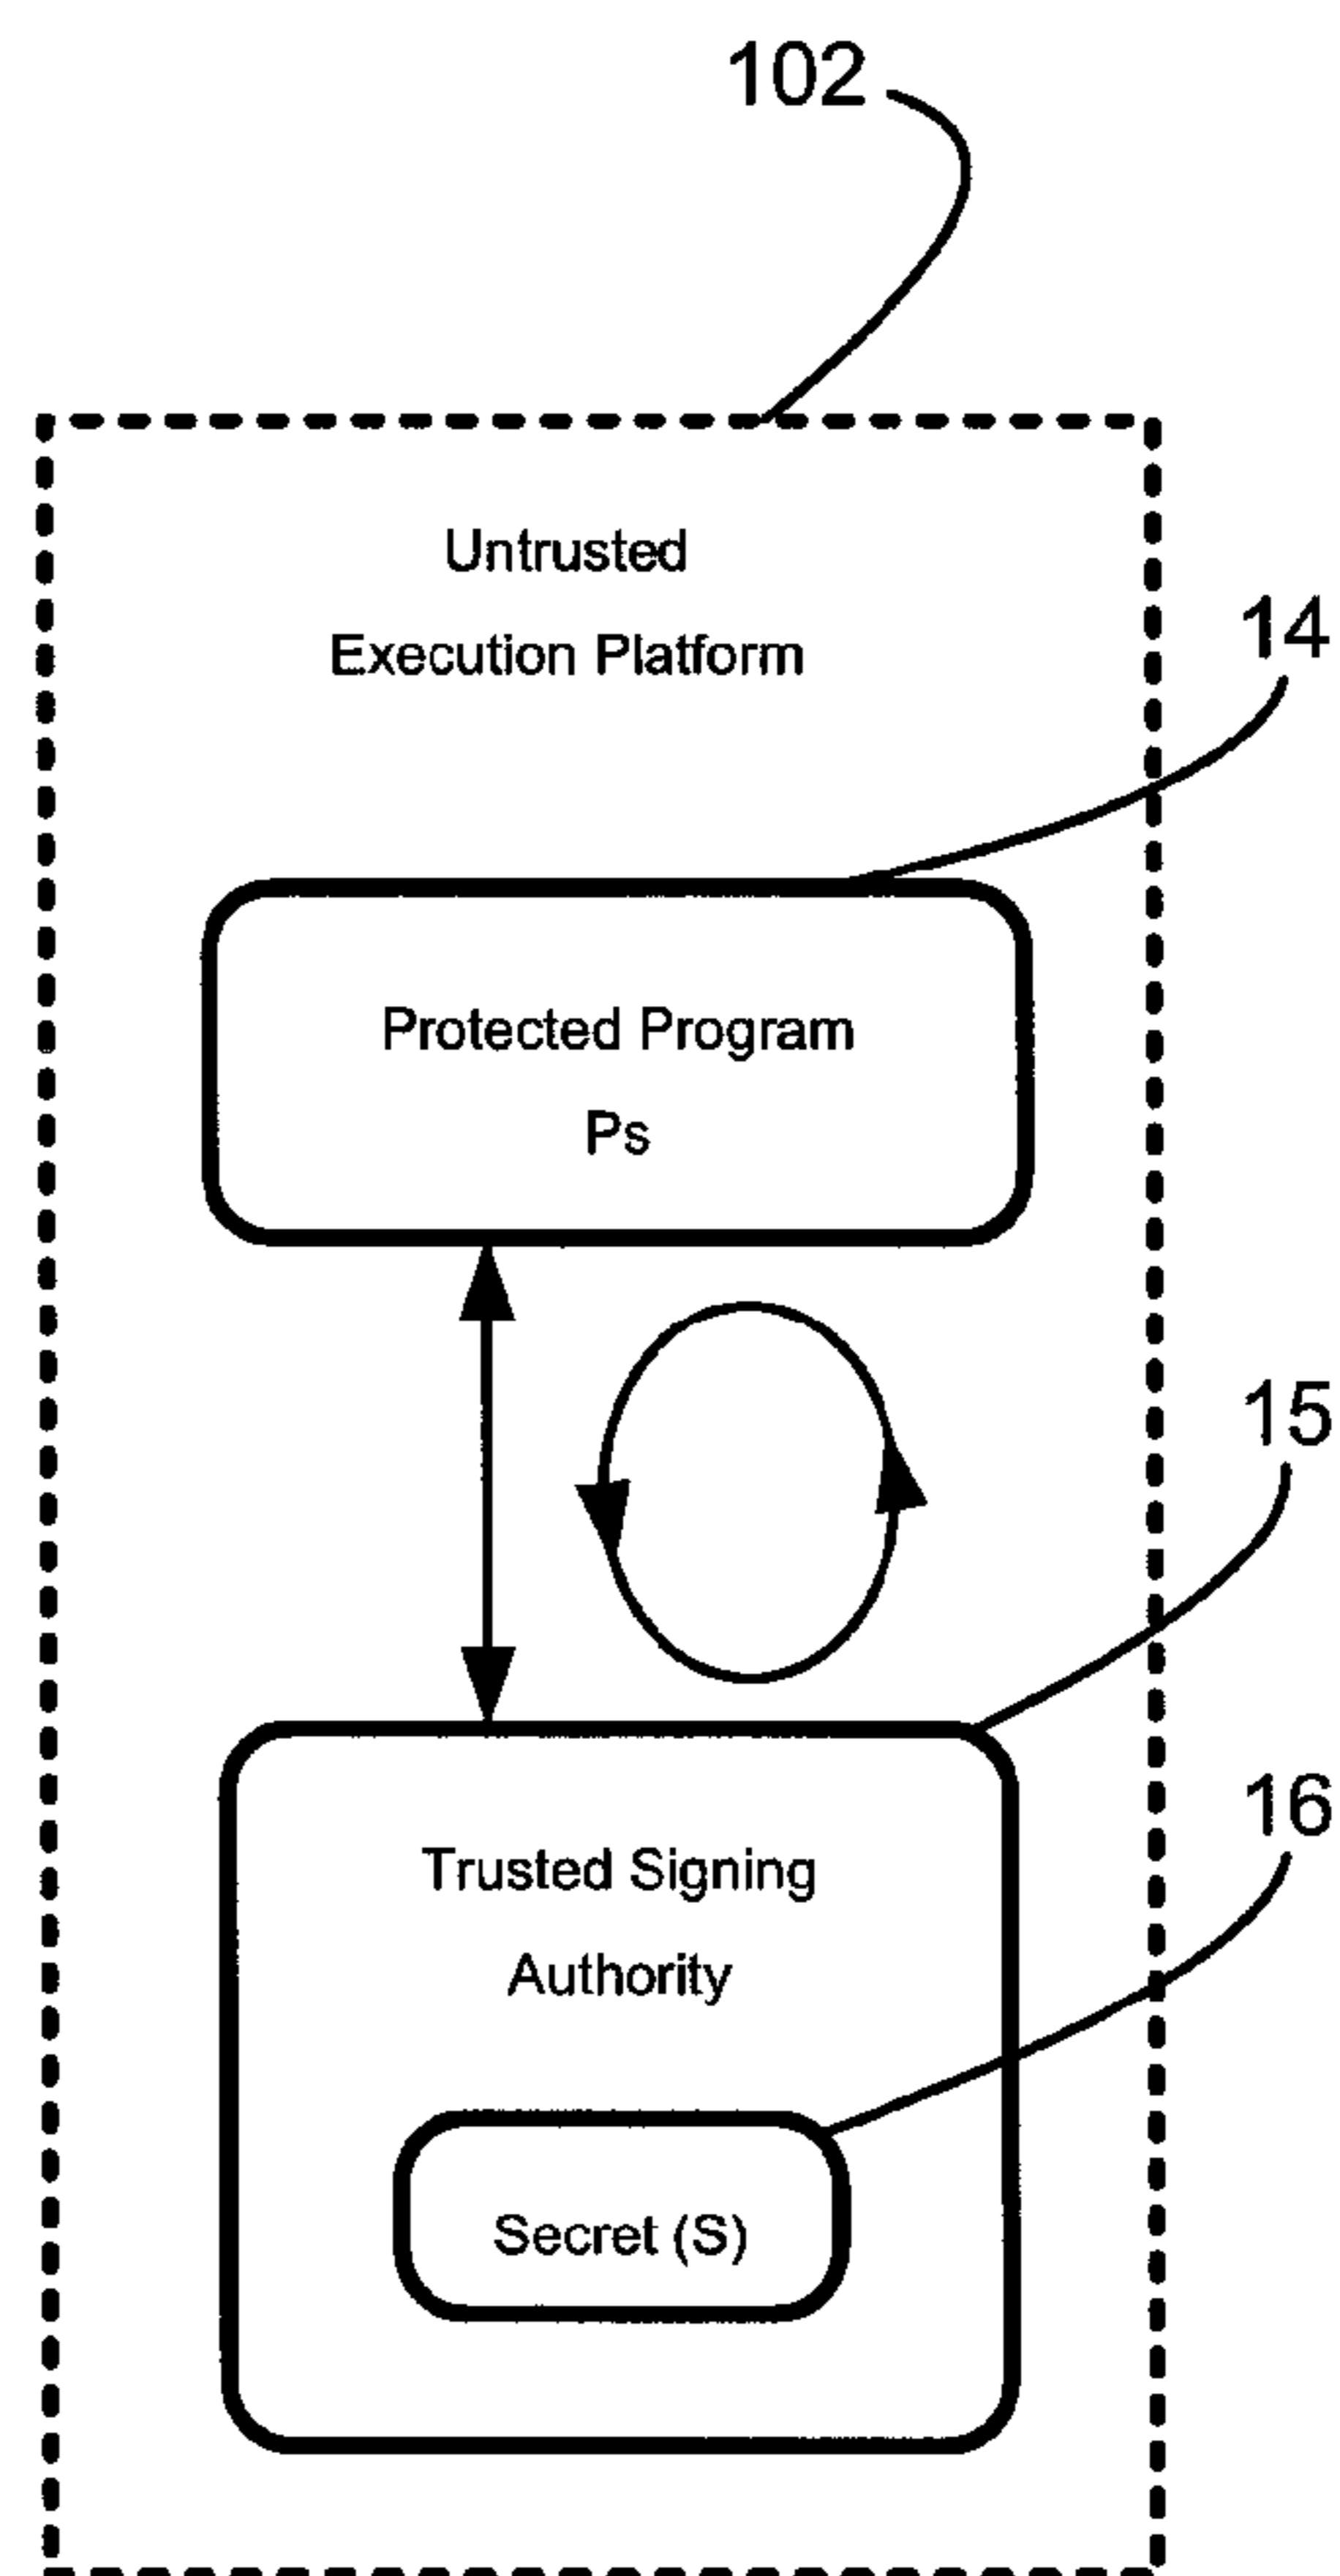 102
Untrusted
Execution Platform
14
Protected Program
Ps
15
Trusted Signing
Authority
16
Secret (S)